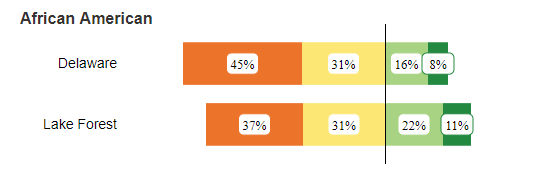 African American
Delaware 45% 31% 16% 8%
Lake Forest 37% 31% 22% 11%